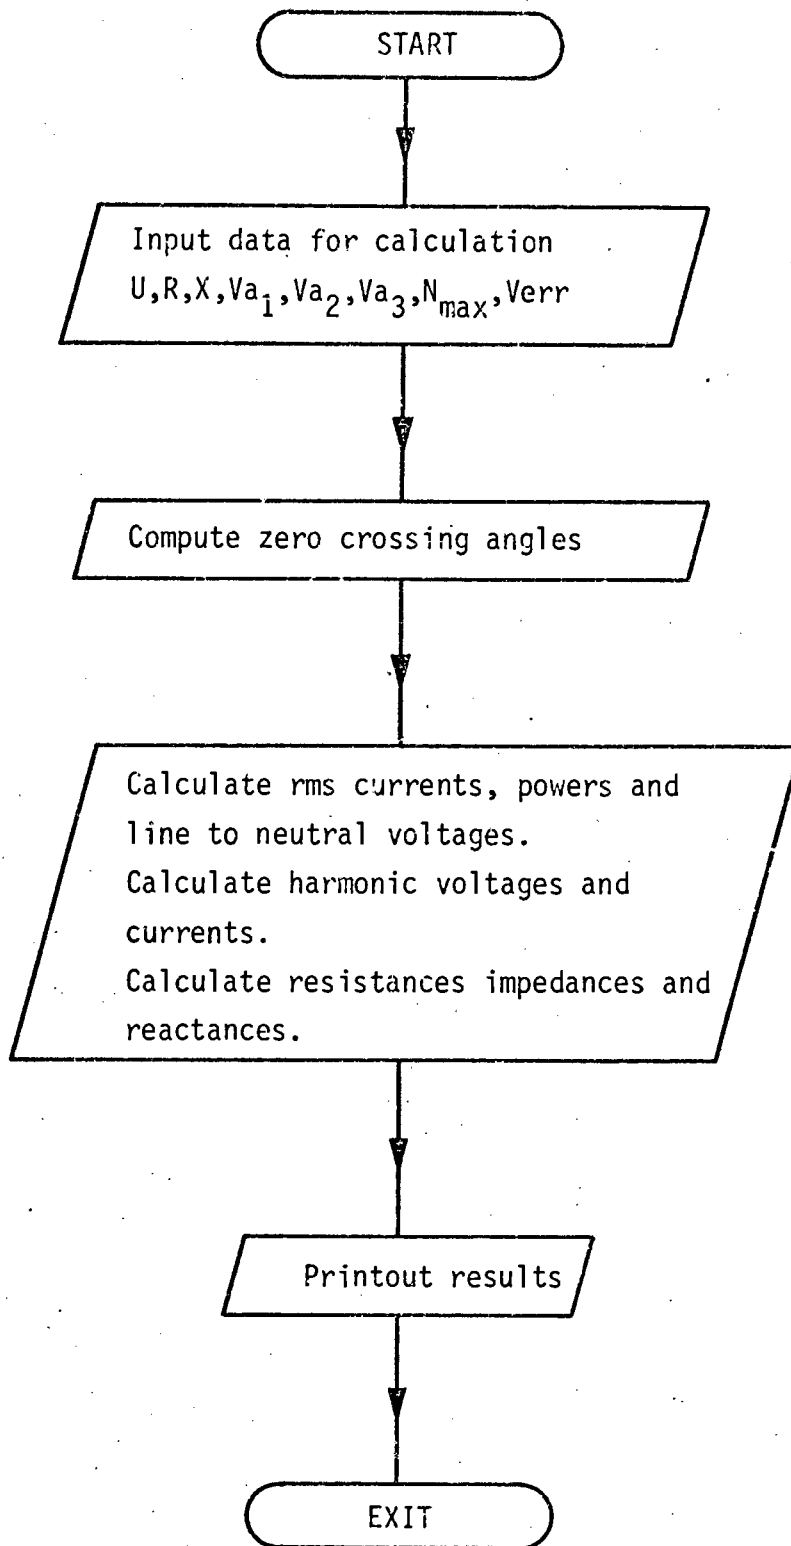 START
Input data for calculation
U,R,X,Va1,Va2,Va3,Nmax,Verr
Compute zero crossing angles
Calculate rms currents, powers and
line to neutral voltages.
Calculate harmonic voltages and
currents.
Calculate resistances impedances and
reactances.
Printout results
EXIT